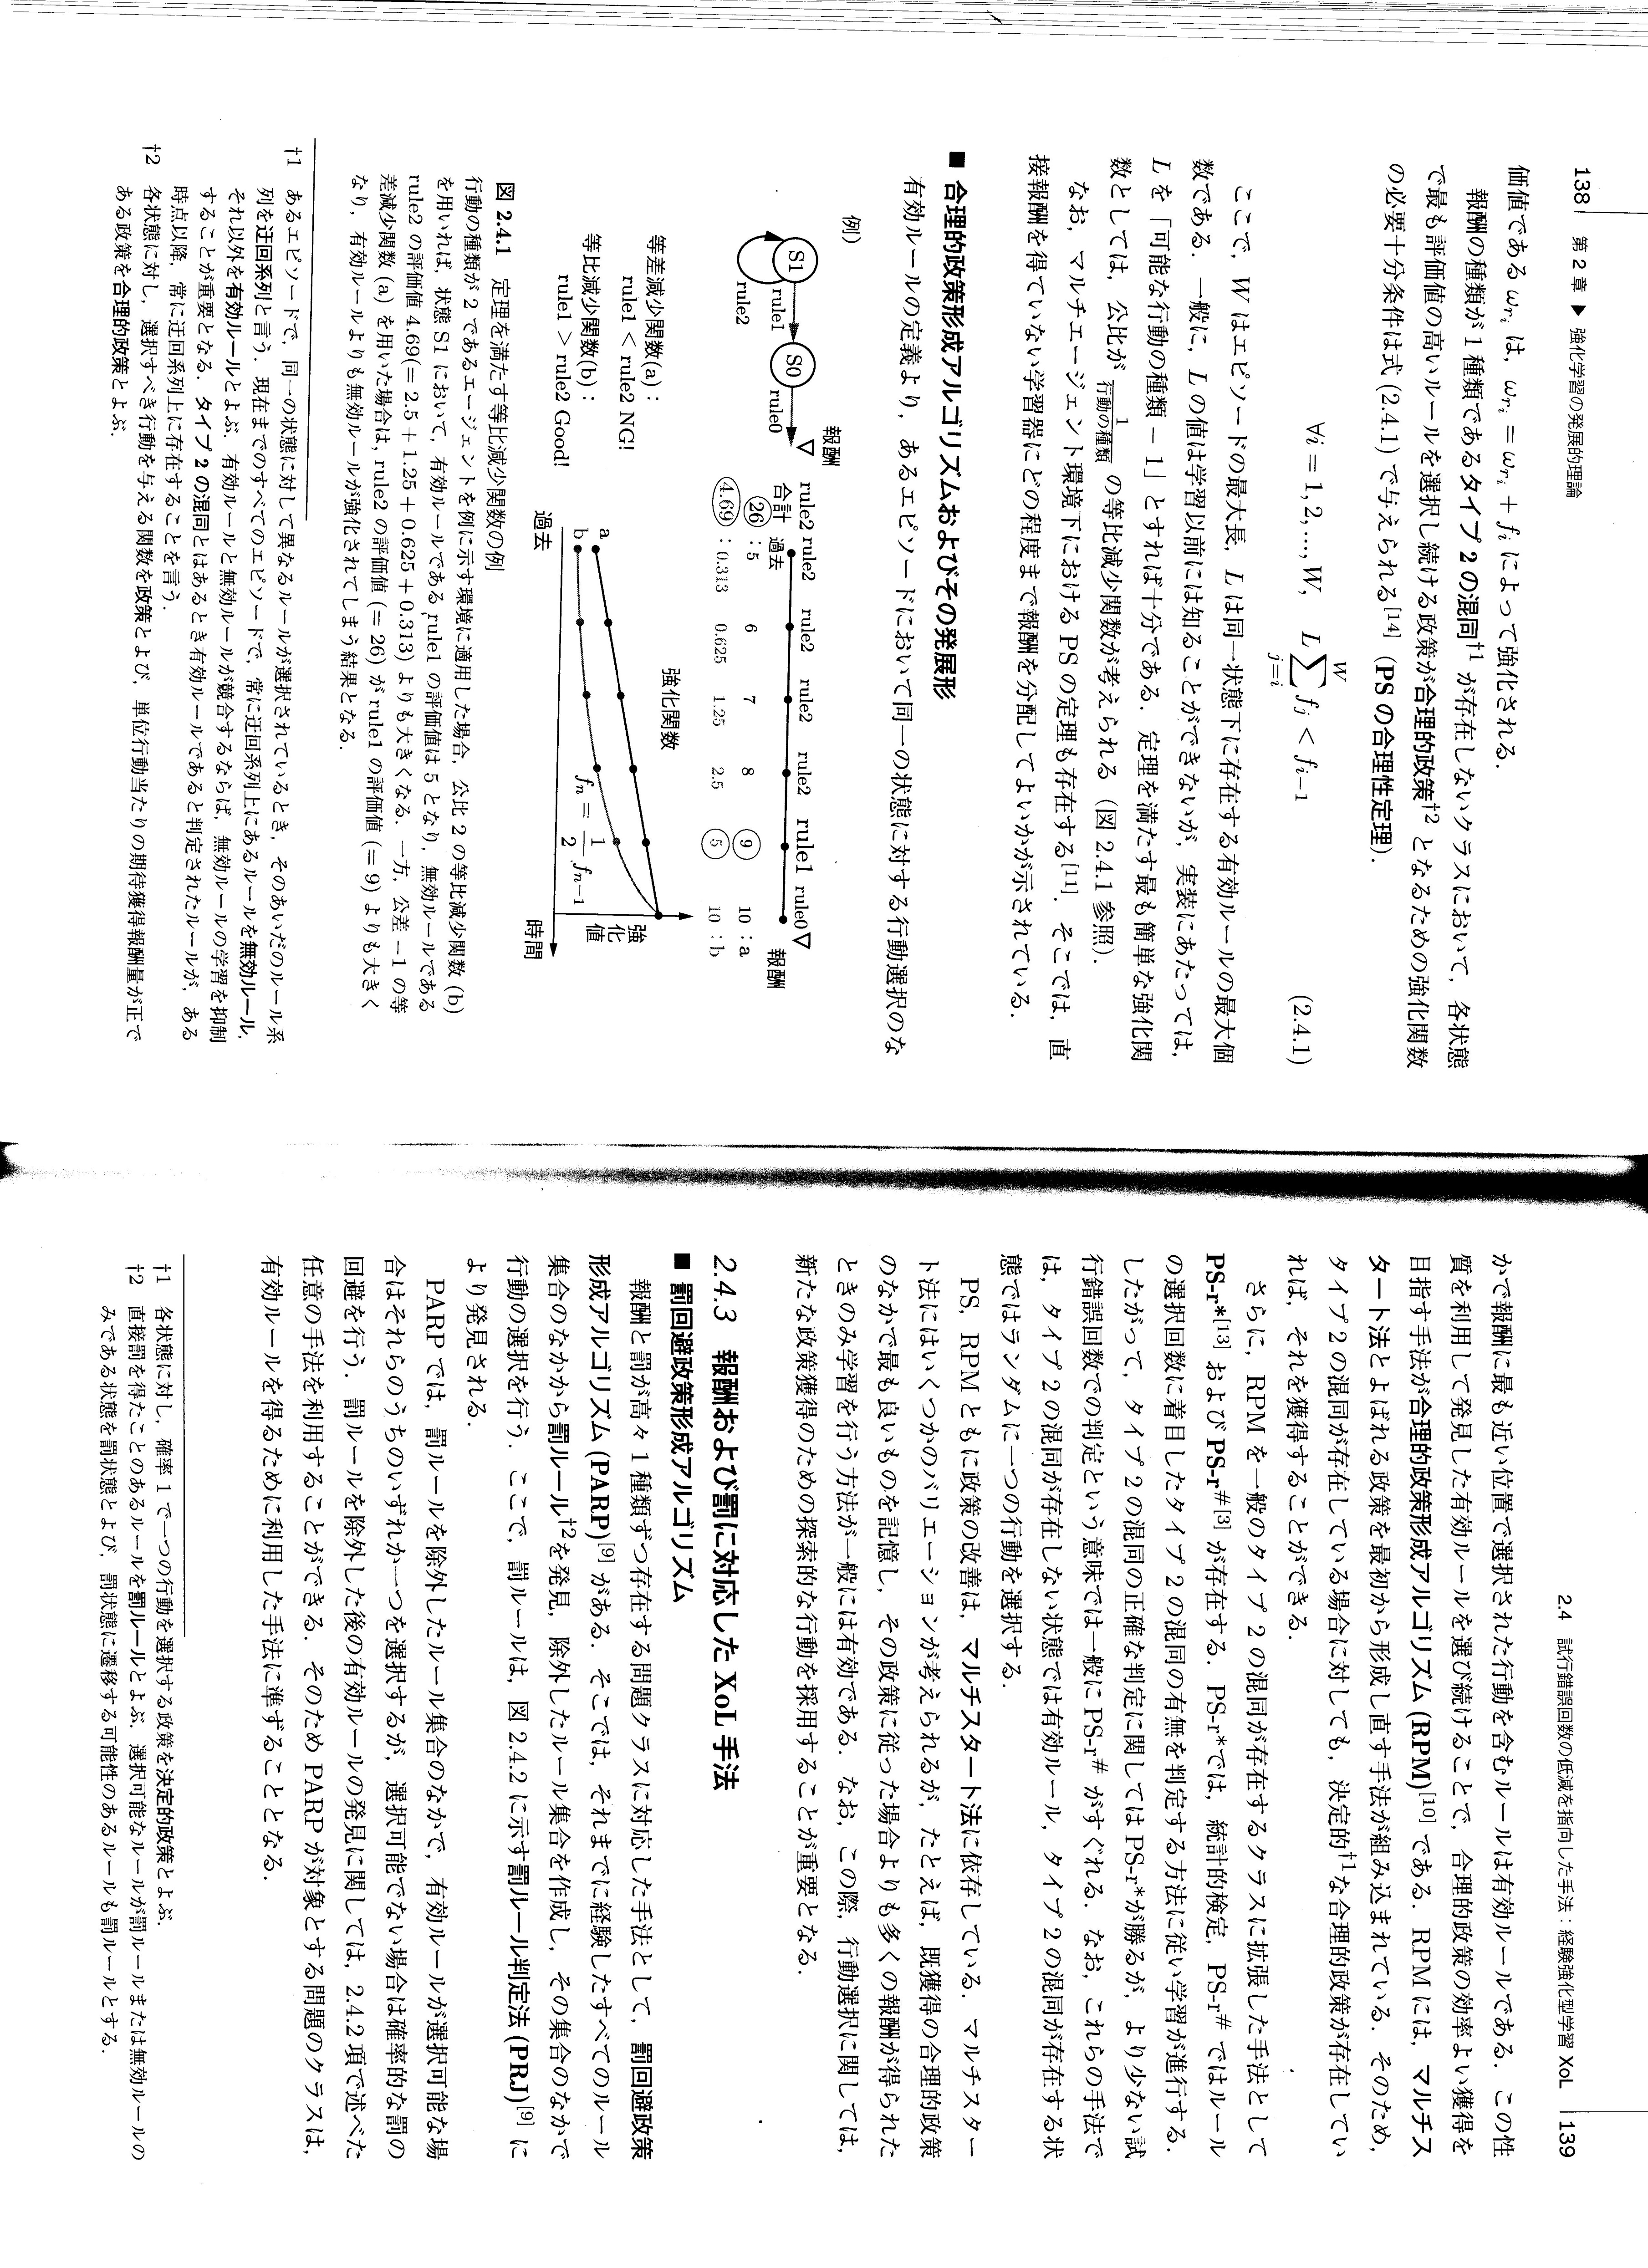 138 第2章 ▶ 強化学習の発展的理論
価値である ω_{r_i} は，ω_{r_i} = ω_{r_i} + f_i によって強化される．
報酬の種類が1種類であるタイプ2の混同†1 が存在しないクラスにおいて，各状態
で最も評価値の高いルールを選択し続ける政策が合理的政策†2 となるための強化関数
の必要十分条件は式 (2.4.1) で与えられる[14]（PS の合理性定理）．
∀i = 1, 2, ..., W, L ∑_{j=i}^{W} f_j < f_{i−1} (2.4.1)
ここで，W はエピソードの最大長，L は同一状態下に存在する有効ルールの最大個
数である．一般に，L の値は学習以前には知ることができないが，実装にあたっては，
L を「可能な行動の種類 − 1」とすれば十分である．定理を満たす最も簡単な強化関
数としては，公比が 1/行動の種類 の等比減少関数が考えられる（図 2.4.1 参照）．
なお，マルチエージェント環境下における PS の定理も存在する[11]．そこでは，直
接報酬を得ていない学習器にどの程度まで報酬を分配してよいかが示されている．
■ 合理的政策形成アルゴリズムおよびその発展形
有効ルールの定義より，あるエピソードにおいて同一の状態に対する行動選択のな
例）
報酬
S1 rule1 S0 rule0 ▽
rule2
rule2 rule2 rule2 rule2 rule2 rule1 rule0 ▽
報酬
合計 過去
26 : 5 6 7 8 9 10 : a
4.69 : 0.313 0.625 1.25 2.5 5 10 : b
等差減少関数(a)：
rule1 < rule2 NG!
等比減少関数(b)：
rule1 > rule2 Good!
強化関数
a
b
f_n = 1/2 f_{n−1}
強化値
過去
時間
図 2.4.1 定理を満たす等比減少関数の例
行動の種類が2であるエージェントを例に示す環境に適用した場合，公比2の等比減少関数 (b)
を用いれば，状態 S1 において，有効ルールである rule1 の評価値は5となり，無効ルールである
rule2 の評価値 4.69(= 2.5 + 1.25 + 0.625 + 0.313) よりも大きくなる．一方，公差 −1 の等
差減少関数 (a) を用いた場合は，rule2 の評価値 (= 26) が rule1 の評価値 (= 9) よりも大きく
なり，有効ルールよりも無効ルールが強化されてしまう結果となる．
†1 あるエピソードで，同一の状態に対して異なるルールが選択されているとき，そのあいだのルール系
列を迂回系列と言う．現在までのすべてのエピソードで，常に迂回系列上にあるルールを無効ルール，
それ以外を有効ルールとよぶ．有効ルールと無効ルールが競合するならば，無効ルールの学習を抑制
することが重要となる．タイプ2の混同とはあるとき有効ルールであると判定されたルールが，ある
時点以降，常に迂回系列上に存在することを言う．
†2 各状態に対し，選択すべき行動を与える関数を政策とよび，単位行動当たりの期待獲得報酬量が正で
ある政策を合理的政策とよぶ．
2.4 試行錯誤回数の低減を指向した手法：経験強化型学習 XoL 139
かで報酬に最も近い位置で選択された行動を含むルールは有効ルールである．この性
質を利用して発見した有効ルールを選び続けることで，合理的政策の効率よい獲得を
目指す手法が合理的政策形成アルゴリズム (RPM)[10] である．RPM には，マルチス
タート法とよばれる政策を最初から形成し直す手法が組み込まれている．そのため，
タイプ2の混同が存在している場合に対しても，決定的†1な合理的政策が存在してい
れば，それを獲得することができる．
さらに，RPM を一般のタイプ2の混同が存在するクラスに拡張した手法として
PS-r*[13] および PS-r#[3] が存在する．PS-r*では，統計的検定，PS-r# ではルール
の選択回数に着目したタイプ2の混同の有無を判定する方法に従い学習が進行する．
したがって，タイプ2の混同の正確な判定に関しては PS-r*が勝るが，より少ない試
行錯誤回数での判定という意味では一般に PS-r# がすぐれる．なお，これらの手法で
は，タイプ2の混同が存在しない状態では有効ルール，タイプ2の混同が存在する状
態ではランダムに一つの行動を選択する．
PS，RPM ともに政策の改善は，マルチスタート法に依存している．マルチスター
ト法にはいくつかのバリエーションが考えられるが，たとえば，既獲得の合理的政策
のなかで最も良いものを記憶し，その政策に従った場合よりも多くの報酬が得られた
ときのみ学習を行う方法が一般には有効である．なお，この際，行動選択に関しては，
新たな政策獲得のための探索的な行動を採用することが重要となる．
2.4.3 報酬および罰に対応した XoL 手法
■ 罰回避政策形成アルゴリズム
報酬と罰が高々1種類ずつ存在する問題クラスに対応した手法として，罰回避政策
形成アルゴリズム (PARP)[9] がある．そこでは，それまでに経験したすべてのルール
集合のなかから罰ルール†2を発見，除外したルール集合を作成し，その集合のなかで
行動の選択を行う．ここで，罰ルールは，図 2.4.2 に示す罰ルール判定法 (PRJ)[9] に
より発見される．
PARP では，罰ルールを除外したルール集合のなかで，有効ルールが選択可能な場
合はそれらのうちのいずれか一つを選択するが，選択可能でない場合は確率的な罰の
回避を行う．罰ルールを除外した後の有効ルールの発見に関しては，2.4.2 項で述べた
任意の手法を利用することができる．そのため PARP が対象とする問題のクラスは，
有効ルールを得るために利用した手法に準ずることとなる．
†1 各状態に対し，確率1で一つの行動を選択する政策を決定的政策とよぶ．
†2 直接罰を得たことのあるルールを罰ルールとよぶ．選択可能なルールが罰ルールまたは無効ルールの
みである状態を罰状態とよび，罰状態に遷移する可能性のあるルールも罰ルールとする．